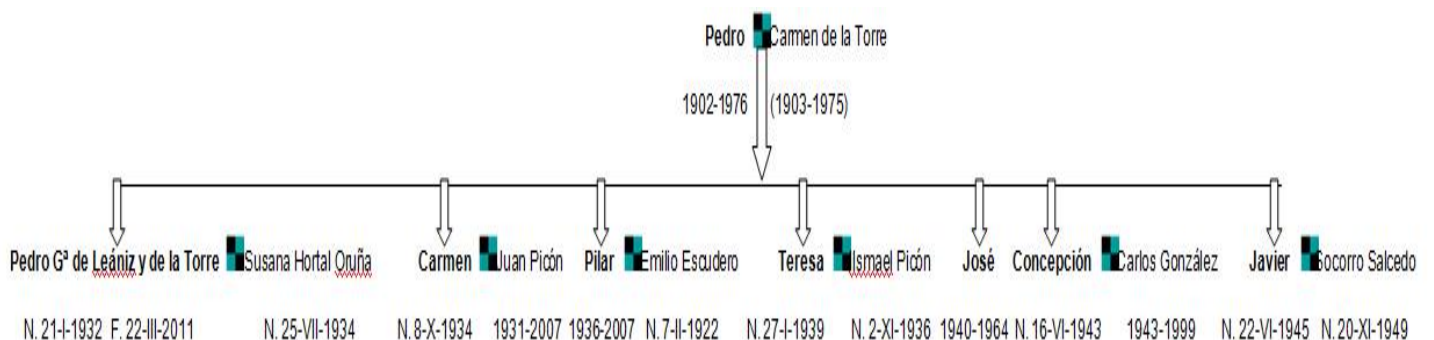 Pedro Carmen de la Torre
1902-1976 (1903-1975)
Pedro Gª de Leániz y de la Torre Susana Hortal Oruña Carmen Juan Picón Pilar Emilio Escudero Teresa Ismael Picón José Concepción Carlos González Javier Socorro Salcedo
N. 21-I-1932 F. 22-III-2011 N. 25-VII-1934 N. 8-X-1934 1931-2007 1936-2007 N. 7-II-1922 N. 27-I-1939 N. 2-XI-1936 1940-1964 N. 16-VI-1943 1943-1999 N. 22-VI-1945 N. 20-XI-1949